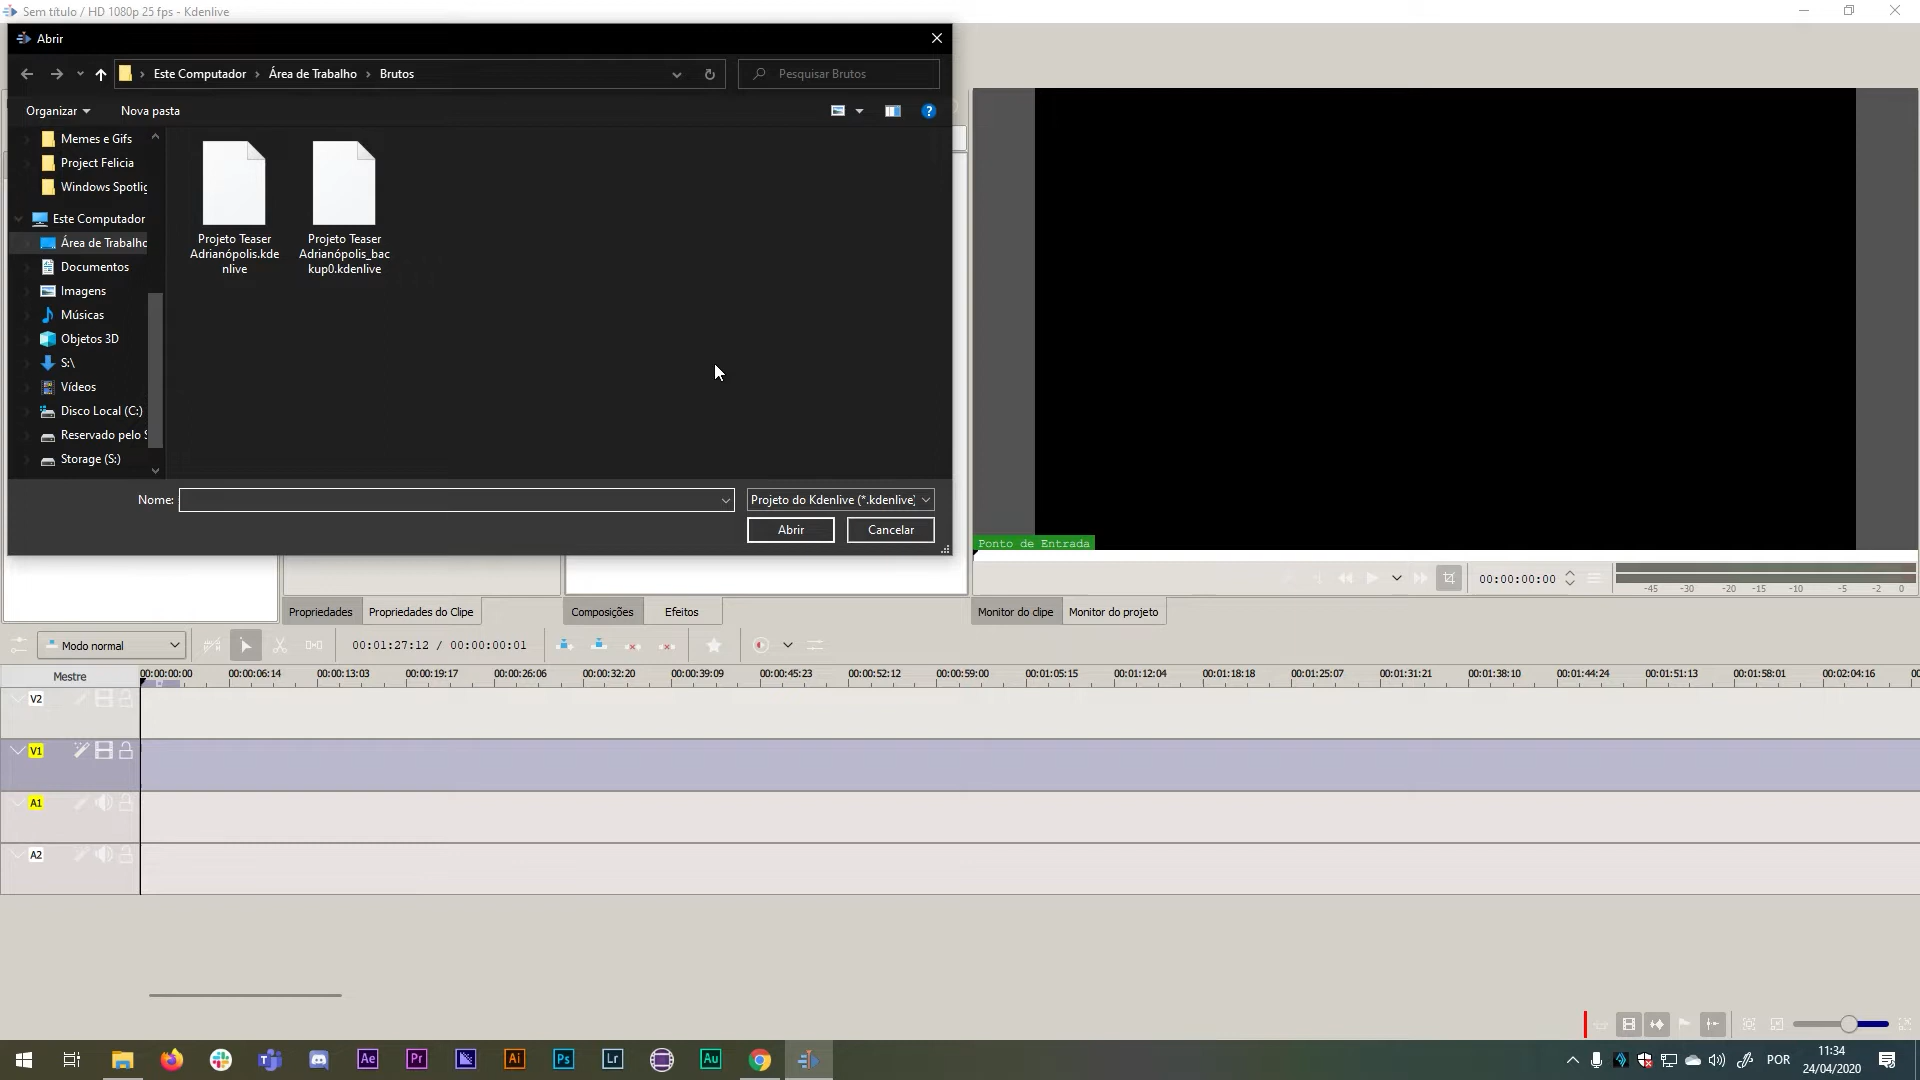 Sem título / HD 1080p 25 fps - Kdenlive
Abrir
Este Computador
Área de Trabalho
Brutos
Pesquisar Brutos
Organizar
Nova pasta
?
Memes e Gifs
Project Felicia
Windows Spotlig
Este Computador
Área de Trabalho
Documentos
Imagens
Músicas
Objetos 3D
S:\
Vídeos
Disco Local (C:)
Reservado pelo S
Storage (S:)
Projeto Teaser
Adrianópolis.kde
nlive
Projeto Teaser
Adrianópolis_bac
kup0.kdenlive
Nome:
Projeto do Kdenlive (*.kdenlive)
Abrir
Cancelar
Ponto de Entrada
00:00:00:00
-45 -30 -20 -15 -10 -5 -2 0
Propriedades
Propriedades do Clipe
Composições
Efeitos
Monitor do clipe
Monitor do projeto
Modo normal
00:01:27:12 / 00:00:00:01
Mestre
00:00:00:00 00:00:06:14 00:00:13:03 00:00:19:17 00:00:26:06 00:00:32:20 00:00:39:09 00:00:45:23 00:00:52:12 00:00:59:00 00:01:05:15 00:01:12:04 00:01:18:18 00:01:25:07 00:01:31:21 00:01:38:10 00:01:44:24 00:01:51:13 00:01:58:01 00:02:04:16 00
V2
V1
A1
A2
Ae
Pr
Ai
Ps
Lr
Au
POR
11:34
24/04/2020